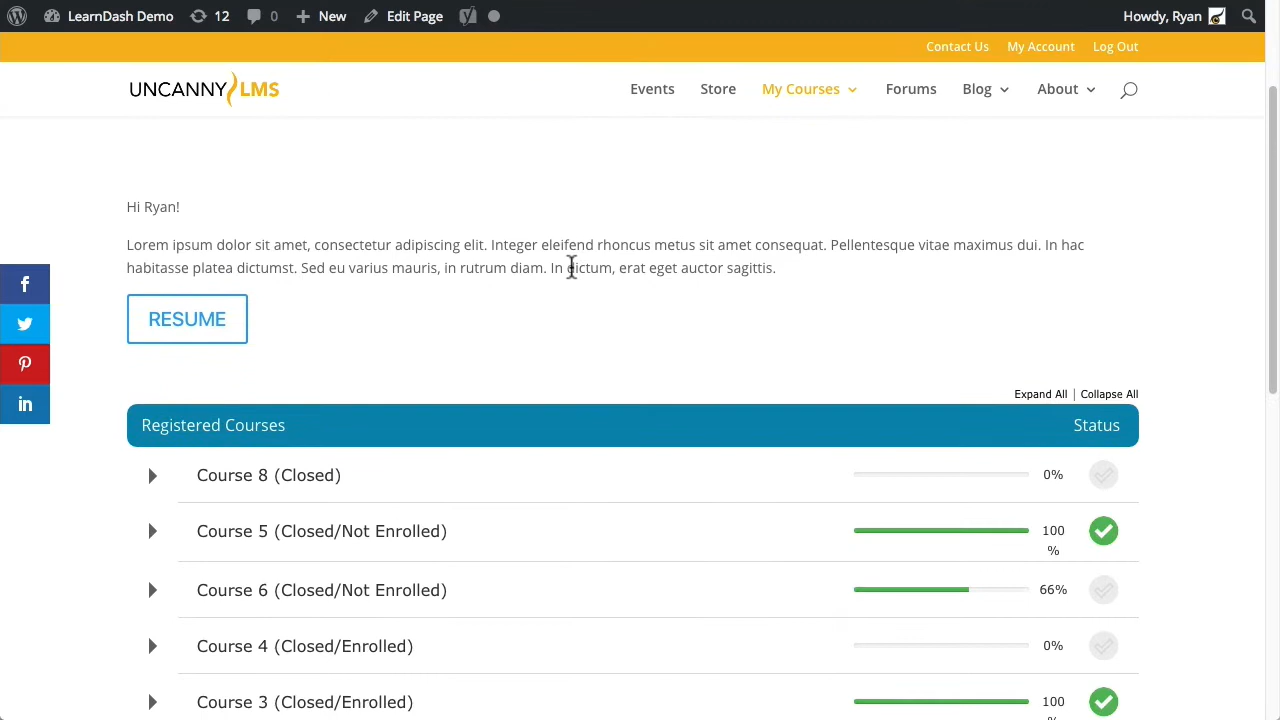 LearnDash Demo 12 0 New Edit Page Howdy, Ryan
Contact Us My Account Log Out
UNCANNY LMS Events Store My Courses Forums Blog About
Hi Ryan!
Lorem ipsum dolor sit amet, consectetur adipiscing elit. Integer eleifend rhoncus metus sit amet consequat. Pellentesque vitae maximus dui. In hac
habitasse platea dictumst. Sed eu varius mauris, in rutrum diam. In dictum, erat eget auctor sagittis.
RESUME
Expand All | Collapse All
Registered Courses Status
Course 8 (Closed) 0%
Course 5 (Closed/Not Enrolled) 100
%
Course 6 (Closed/Not Enrolled) 66%
Course 4 (Closed/Enrolled) 0%
Course 3 (Closed/Enrolled) 100
%